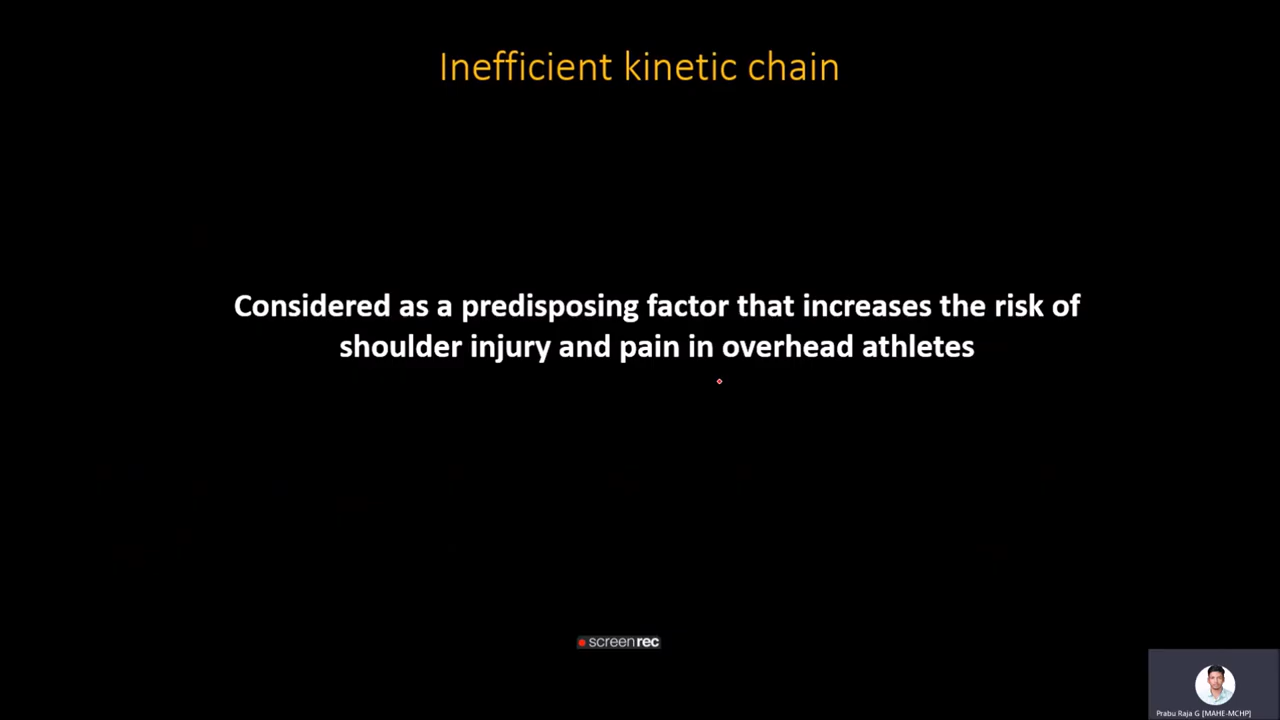 Inefficient kinetic chain
Considered as a predisposing factor that increases the risk of
shoulder injury and pain in overhead athletes
screenrec
Prabu Raja G [MAHE-MCHP]